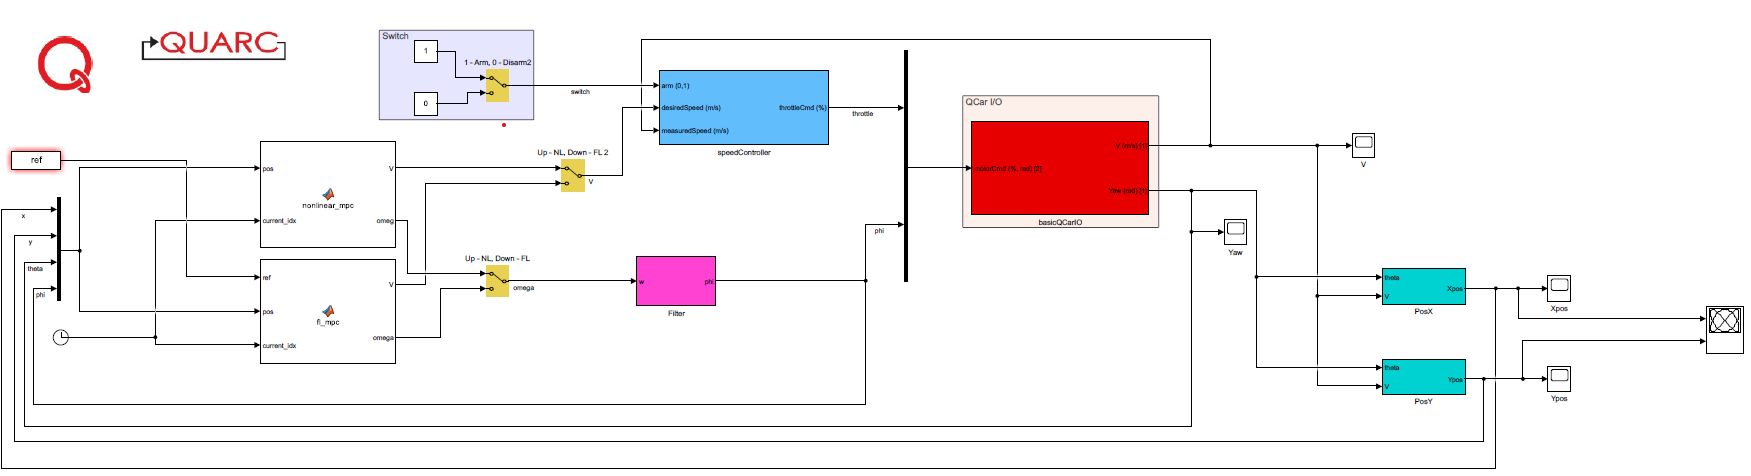 QUARC
Switch
1
1 - Arm, 0 - Disarm2
0
switch
arm (0,1)
desiredSpeed (m/s)
measuredSpeed (m/s)
throttleCmd (%)
speedController
throttle
QCar I/O
motorCmd (%, rad) [2]
V (m/s) [1]
Yaw (rad) [1]
basicQCarIO
V
Yaw
ref
pos
current_idx
V
omeg
nonlinear_mpc
Up - NL, Down - FL 2
V
x
y
theta
phi
ref
pos
current_idx
V
omega
fl_mpc
Up - NL, Down - FL
omega
w
phi
Filter
phi
theta
V
Xpos
PosX
Xpos
theta
V
Ypos
PosY
Ypos